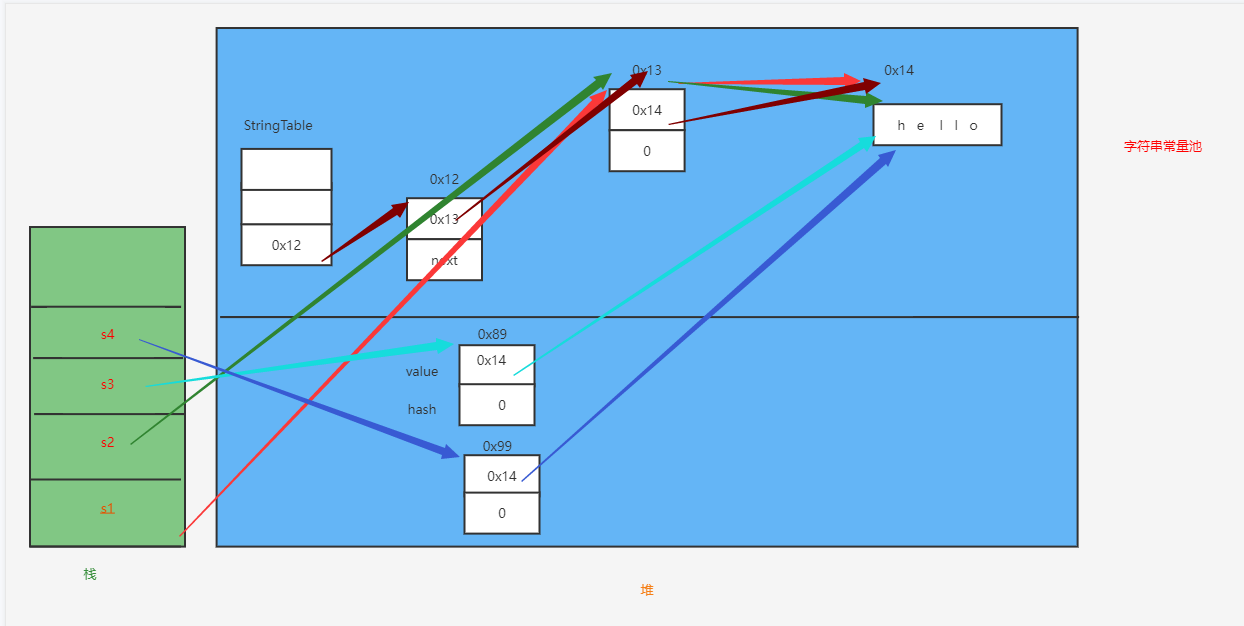 0x13
0x14
0x14
h e l l o
StringTable
字符串常量池
0
0x12
0x13
0x12
next
s4
0x89
0x14
value
s3
hash
0
s2
0x99
0x14
s1
0
栈
堆